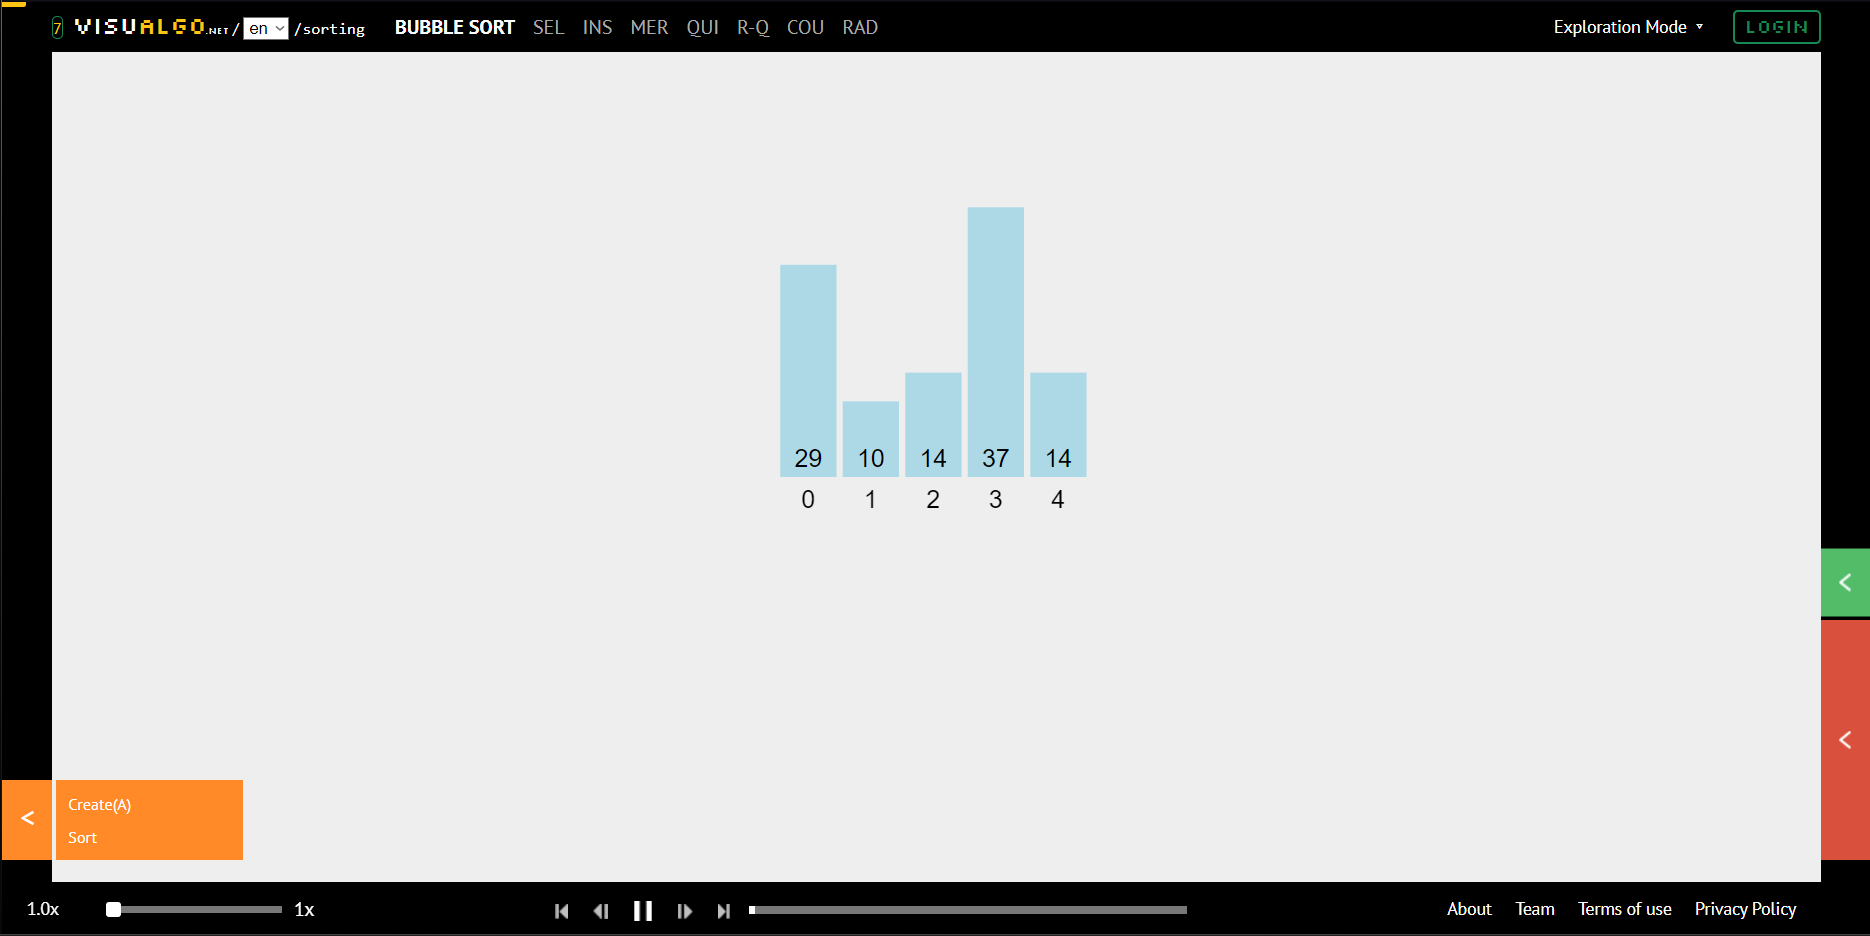 7 VISUALGO.NET/ en /sorting BUBBLE SORT SEL INS MER QUI R-Q COU RAD Exploration Mode LOGIN
29 10 14 37 14
0 1 2 3 4
Create(A)
Sort
1.0x 1x About Team Terms of use Privacy Policy